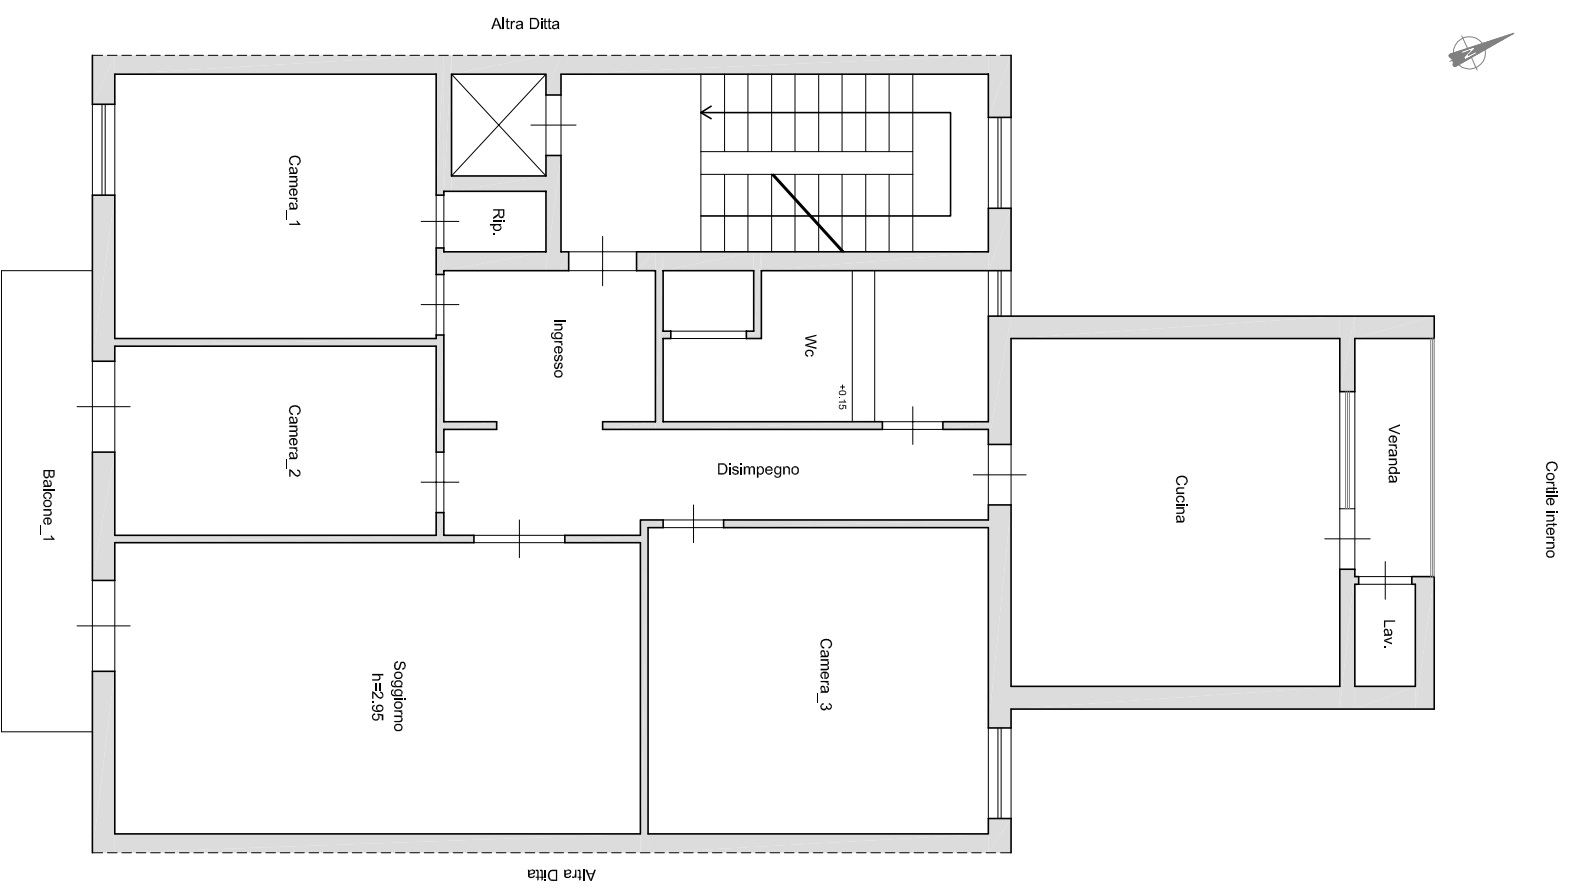 Altra Ditta
N
Camera_1
Rip.
Ingresso
Wc
+0.15
Camera_2
Balcone_1
Disimpegno
Cucina
Veranda
Cortile interno
Lav.
Soggiorno
h=2.95
Camera_3
Altra Ditta